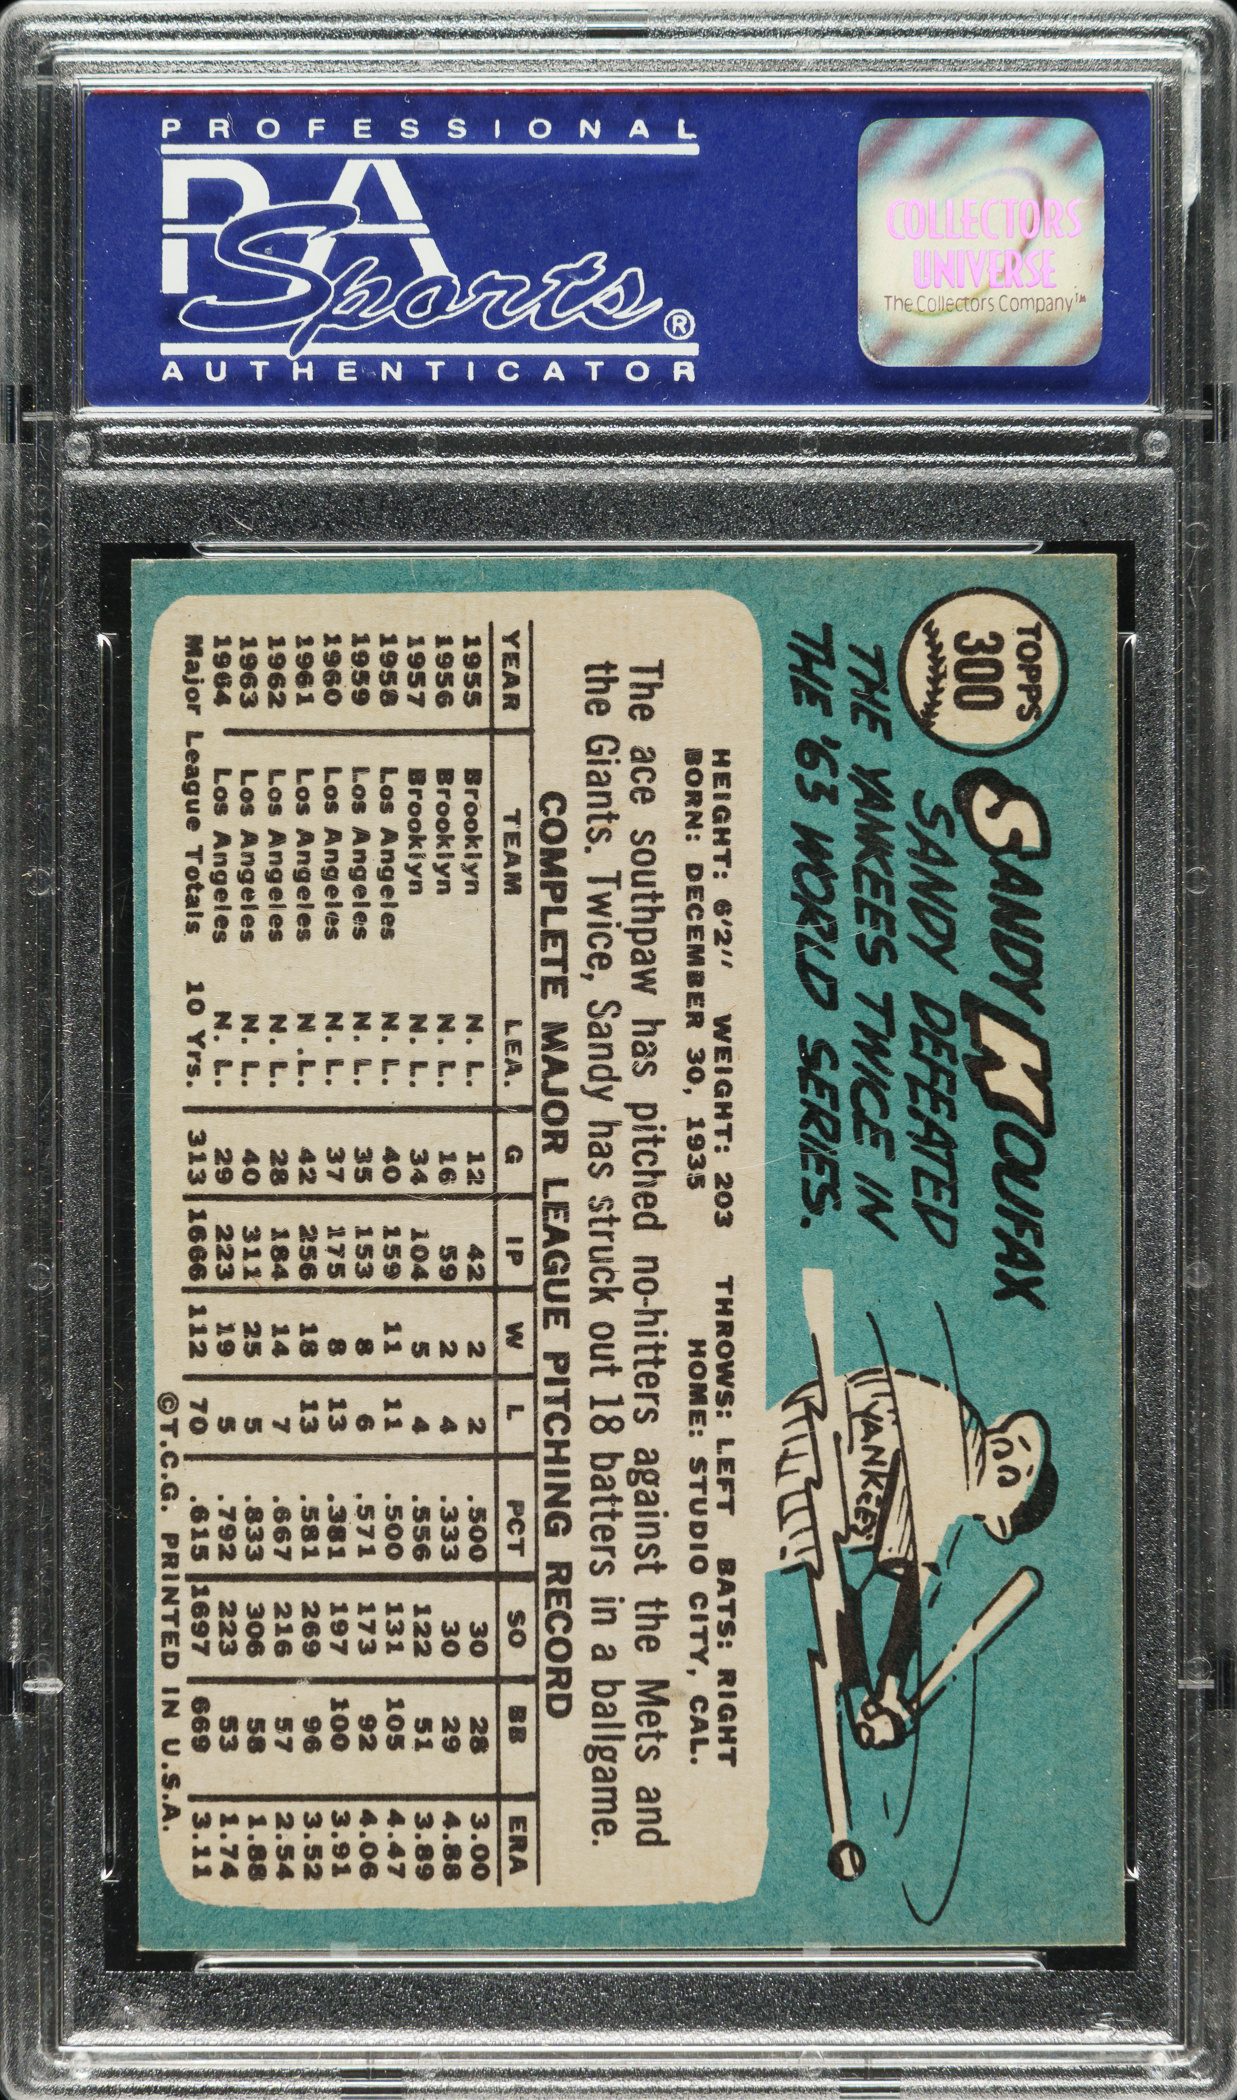 PROFESSIONAL
PSA
Sports ®
AUTHENTICATOR
COLLECTORS
UNIVERSE
The Collectors Company™
TOPPS
300
SANDY KOUFAX
SANDY DEFEATED
THE YANKEES TWICE IN
THE '63 WORLD SERIES.
YANKEES
HEIGHT: 6'2" WEIGHT: 203 THROWS: LEFT BATS: RIGHT
BORN: DECEMBER 30, 1935 HOME: STUDIO CITY, CAL.
The ace southpaw has pitched no-hitters against the Mets and
the Giants. Twice, Sandy has struck out 18 batters in a ballgame.
COMPLETE MAJOR LEAGUE PITCHING RECORD
YEAR TEAM LEA. G IP W L PCT SO BB ERA
1955 Brooklyn N. L. 12 42 2 2 .500 30 28 3.00
1956 Brooklyn N. L. 16 59 2 4 .333 30 29 4.88
1957 Brooklyn N. L. 34 104 5 4 .556 122 51 3.89
1958 Los Angeles N. L. 40 159 11 11 .500 131 105 4.47
1959 Los Angeles N. L. 35 153 8 6 .571 173 92 4.06
1960 Los Angeles N. L. 37 175 8 13 .381 197 100 3.91
1961 Los Angeles N. L. 42 256 18 13 .581 269 96 3.52
1962 Los Angeles N. L. 28 184 14 7 .667 216 57 2.54
1963 Los Angeles N. L. 40 311 25 5 .833 306 58 1.88
1964 Los Angeles N. L. 29 223 19 5 .792 223 53 1.74
Major League Totals 10 Yrs. 313 1666 112 70 .615 1697 669 3.11
©T.C.G. PRINTED IN U.S.A.